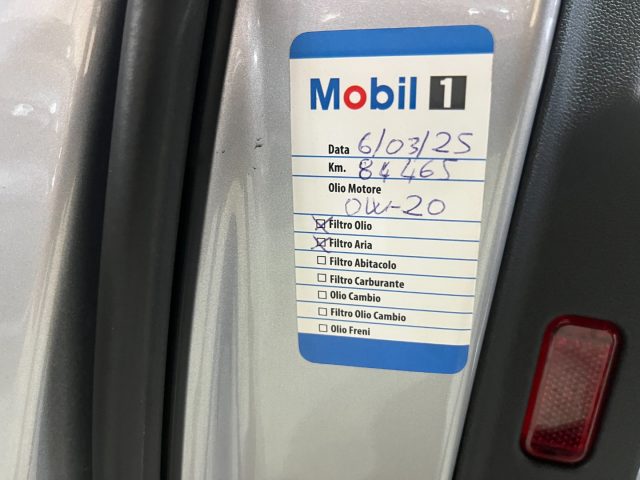 Mobil 1
Data 6/03/25
Km. 84465
Olio Motore
0W-20
Filtro Olio
Filtro Aria
Filtro Abitacolo
Filtro Carburante
Olio Cambio
Filtro Olio Cambio
Olio Freni